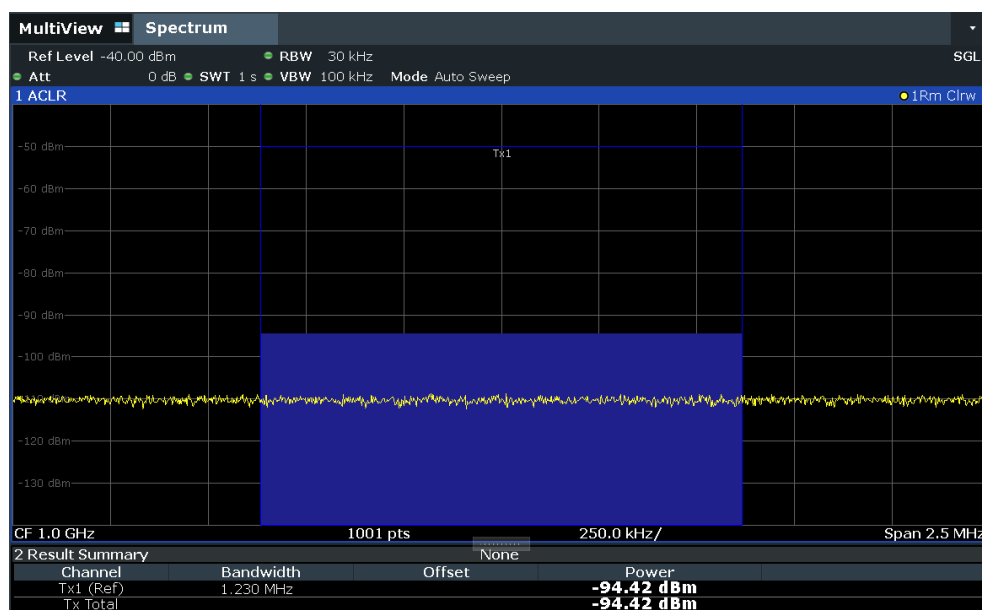 MultiView Spectrum
Ref Level -40.00 dBm RBW 30 kHz SGL
Att 0 dB SWT 1 s VBW 100 kHz Mode Auto Sweep
1 ACLR 1Rm Clrw
-50 dBm
Tx1
-60 dBm
-70 dBm
-80 dBm
-90 dBm
-100 dBm
-120 dBm
-130 dBm
CF 1.0 GHz 1001 pts 250.0 kHz/ Span 2.5 MHz
2 Result Summary None
Channel Bandwidth Offset Power
Tx1 (Ref) 1.230 MHz -94.42 dBm
Tx Total -94.42 dBm